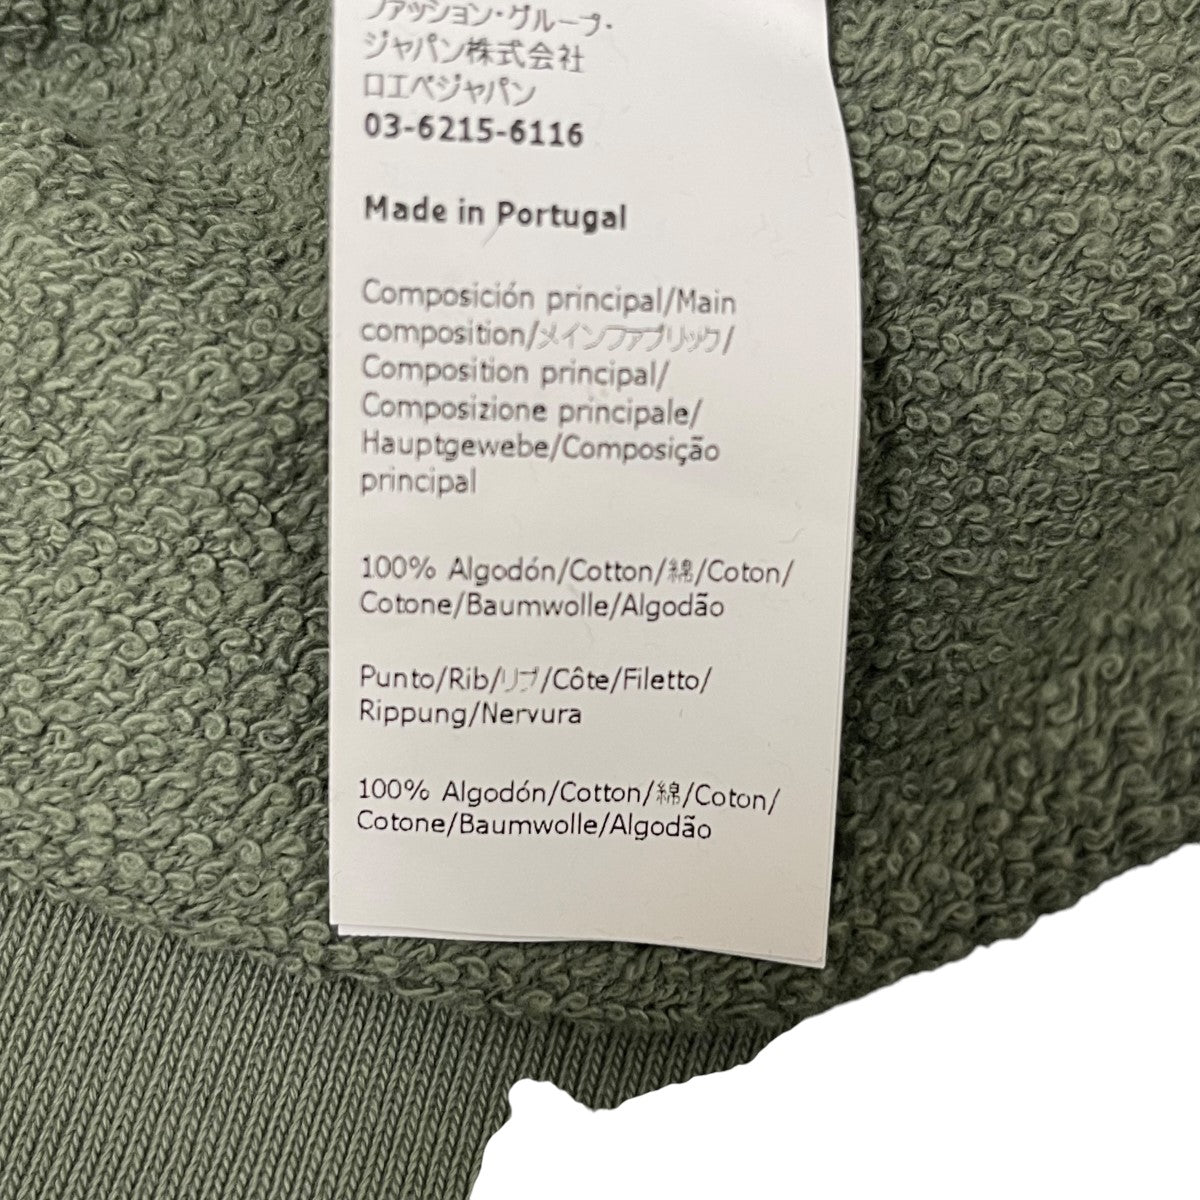 ファッション・グループ・
ジャパン株式会社
ロエベジャパン
03-6215-6116
Made in Portugal
Composición principal/Main
composition/メインファブリック/
Composition principal/
Composizione principale/
Hauptgewebe/Composição
principal
100% Algodón/Cotton/綿/Coton/
Cotone/Baumwolle/Algodão
Punto/Rib/リブ/Côte/Filetto/
Rippung/Nervura
100% Algodón/Cotton/綿/Coton/
Cotone/Baumwolle/Algodão